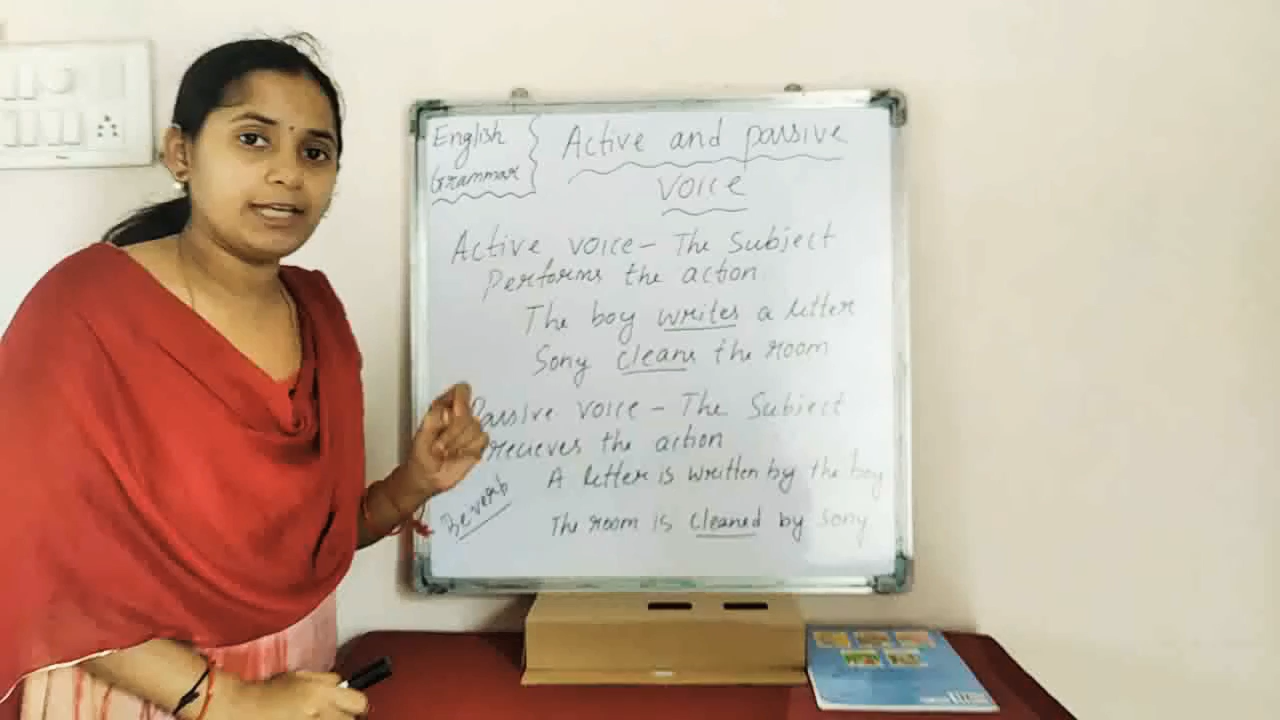 English
Grammar
Active and passive
voice
Active voice - The Subject
Performs the action
The boy writes a letter
Sony cleans the room
Passive voice - The Subject
recieves the action
A letter is written by the boy
Be verb
The room is cleaned by Sony